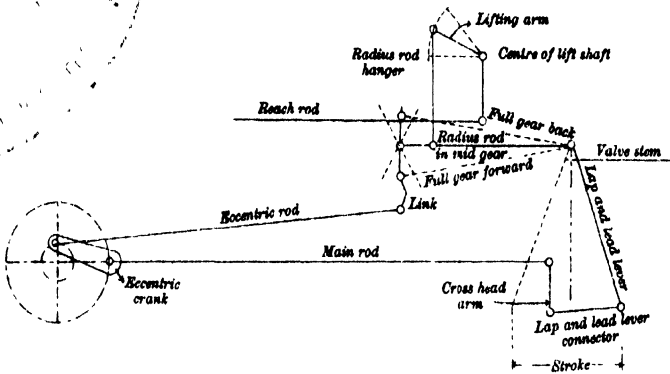 Lifting arm
Radius rod
hanger
Centre of lift shaft
Reach rod
Full gear back
Radius rod
in mid gear
Valve stem
Full gear forward
Link
Lap and lead lever
Eccentric rod
Main rod
Eccentric
crank
Cross head
arm
Lap and lead lever
connector
Stroke